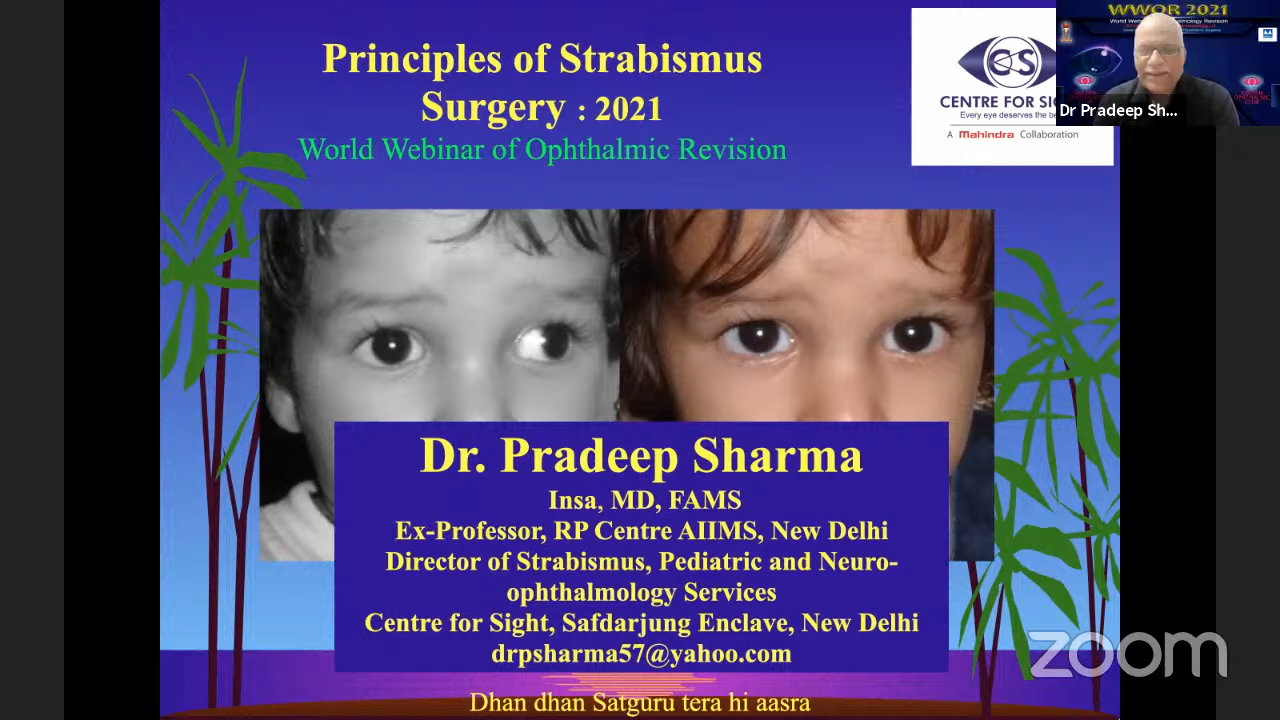 Principles of Strabismus
Surgery : 2021
World Webinar of Ophthalmic Revision
CS
CENTRE FOR SIG
Every eye deserves the be
A Mahindra Collaboration
WWOR 2021
Dr Pradeep Sh...
Dr. Pradeep Sharma
Insa, MD, FAMS
Ex-Professor, RP Centre AIIMS, New Delhi
Director of Strabismus, Pediatric and Neuro-
ophthalmology Services
Centre for Sight, Safdarjung Enclave, New Delhi
drpsharma57@yahoo.com
zoom
Dhan dhan Satguru tera hi aasra